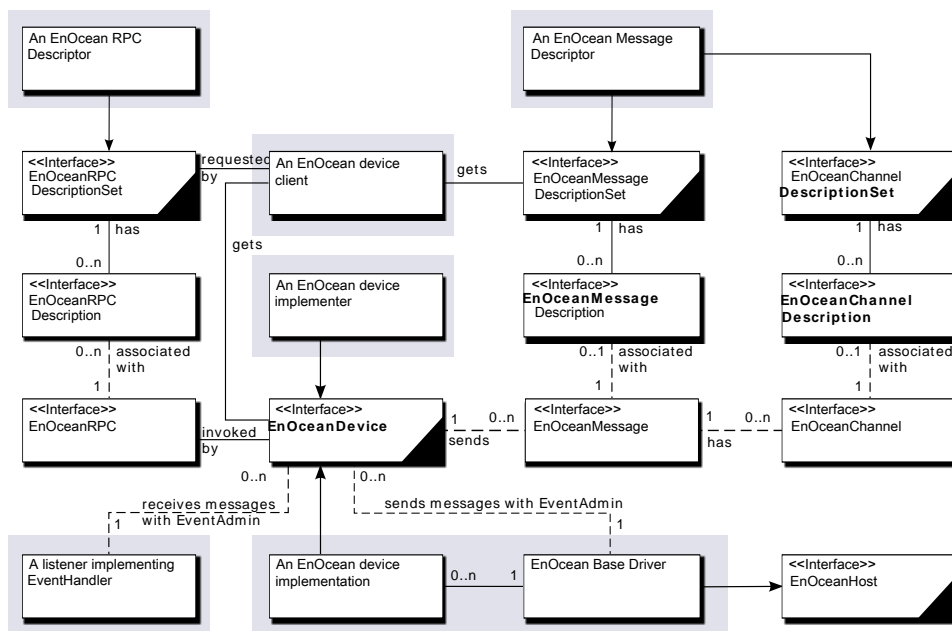 An EnOcean RPC
Descriptor
An EnOcean Message
Descriptor
<<Interface>>
EnOceanRPC
DescriptionSet
requested
by
An EnOcean device
client
gets
<<Interface>>
EnOceanMessage
DescriptionSet
<<Interface>>
EnOceanChannel
DescriptionSet
1 has
0..n
gets
1 has
0..n
1 has
0..n
<<Interface>>
EnOceanRPC
Description
An EnOcean device
implementer
<<Interface>>
EnOceanMessage
Description
<<Interface>>
EnOceanChannel
Description
0..n associated
with
1
0..1 associated
with
1
0..1 associated
with
1
<<Interface>>
EnOceanRPC
invoked
by
<<Interface>>
EnOceanDevice
1 0..n
sends
<<Interface>>
EnOceanMessage
1 0..n
has
<<Interface>>
EnOceanChannel
0..n
0..n
receives messages
with EventAdmin
1
sends messages with EventAdmin
1
A listener implementing
EventHandler
An EnOcean device
implementation
0..n 1
EnOcean Base Driver
<<Interface>>
EnOceanHost